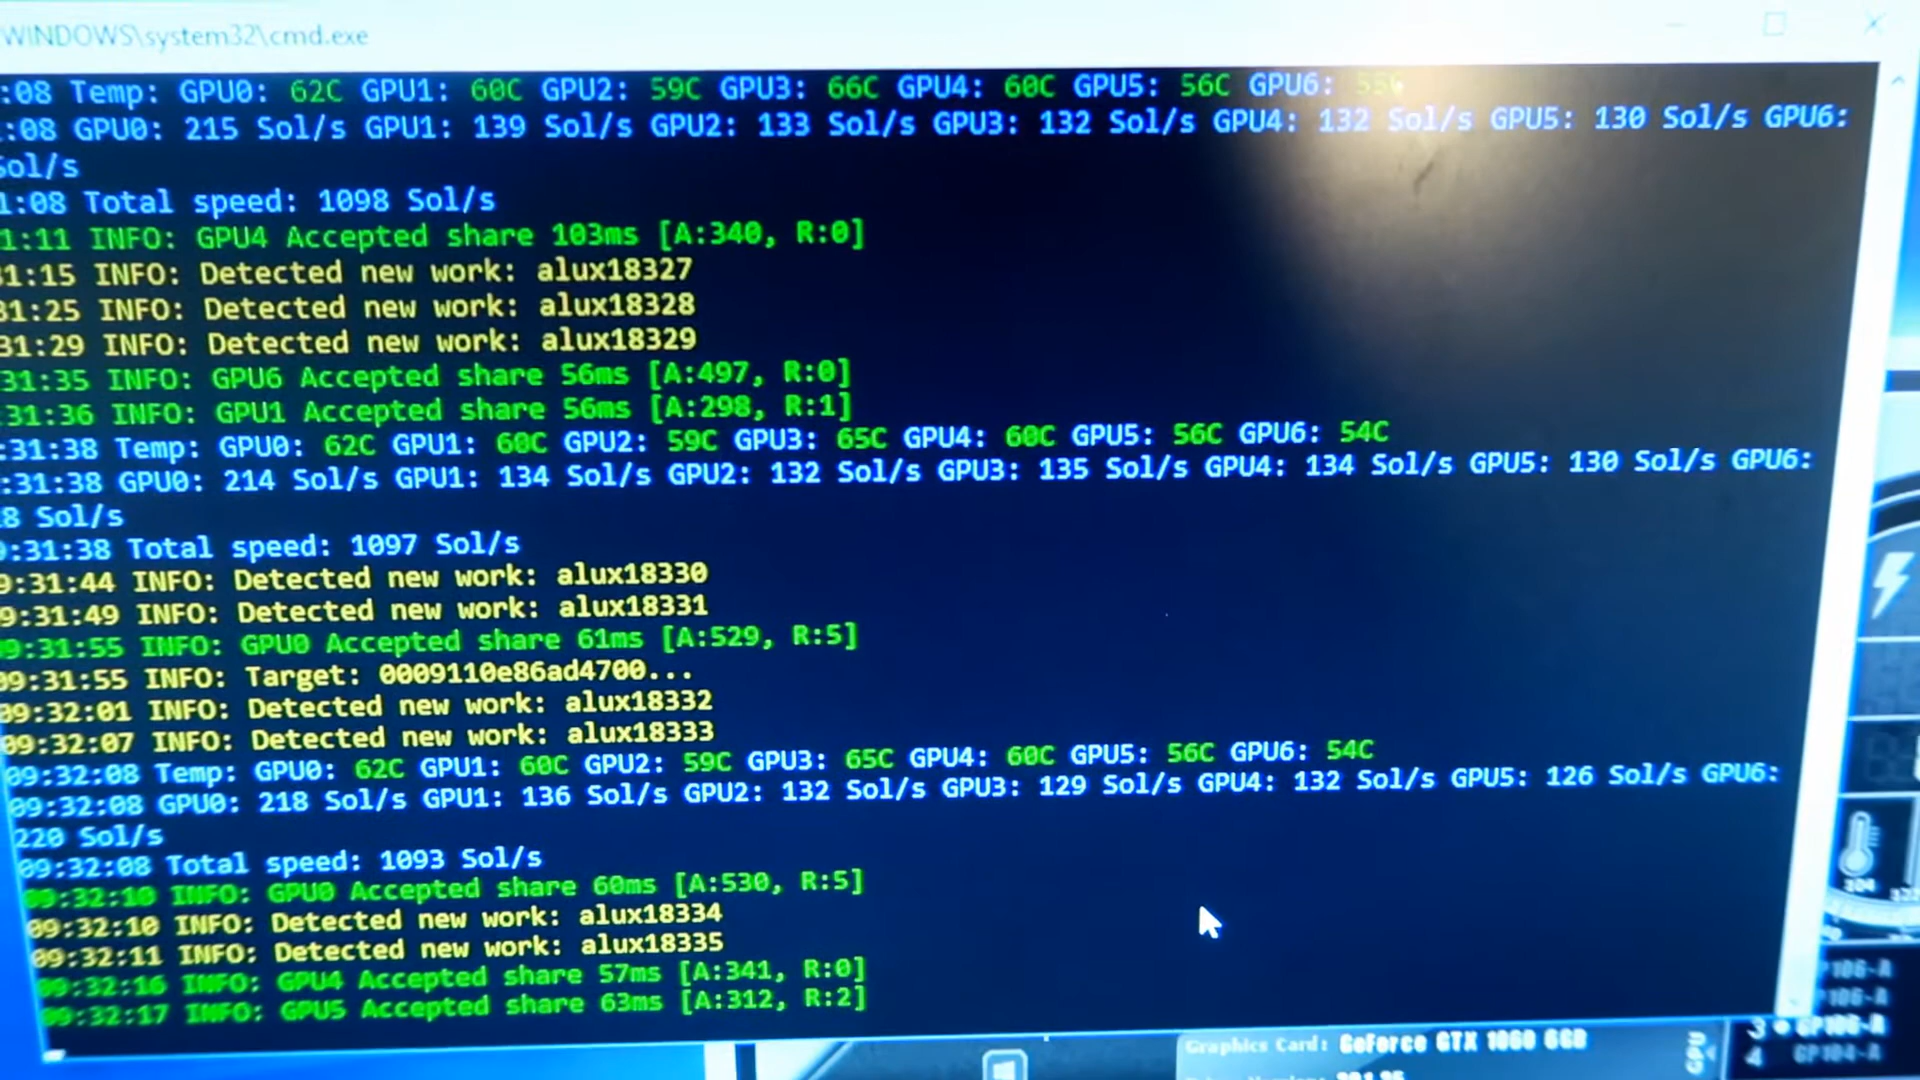 WINDOWS\system32\cmd.exe
:08 Temp: GPU0: 62C GPU1: 60C GPU2: 59C GPU3: 66C GPU4: 60C GPU5: 56C GPU6:
1:08 GPU0: 215 Sol/s GPU1: 139 Sol/s GPU2: 133 Sol/s GPU3: 132 Sol/s GPU4: 132 Sol/s GPU5: 130 Sol/s GPU6:
Sol/s
1:08 Total speed: 1098 Sol/s
1:11 INFO: GPU4 Accepted share 103ms [A:340, R:0]
31:15 INFO: Detected new work: alux18327
31:25 INFO: Detected new work: alux18328
31:29 INFO: Detected new work: alux18329
31:35 INFO: GPU6 Accepted share 56ms [A:497, R:0]
:31:36 INFO: GPU1 Accepted share 56ms [A:298, R:1]
:31:38 Temp: GPU0: 62C GPU1: 60C GPU2: 59C GPU3: 65C GPU4: 60C GPU5: 56C GPU6: 54C
:31:38 GPU0: 214 Sol/s GPU1: 134 Sol/s GPU2: 132 Sol/s GPU3: 135 Sol/s GPU4: 134 Sol/s GPU5: 130 Sol/s GPU6:
8 Sol/s
9:31:38 Total speed: 1097 Sol/s
9:31:44 INFO: Detected new work: alux18330
9:31:49 INFO: Detected new work: alux18331
9:31:55 INFO: GPU0 Accepted share 61ms [A:529, R:5]
09:31:55 INFO: Target: 0009110e86ad4700...
09:32:01 INFO: Detected new work: alux18332
09:32:07 INFO: Detected new work: alux18333
09:32:08 Temp: GPU0: 62C GPU1: 60C GPU2: 59C GPU3: 65C GPU4: 60C GPU5: 56C GPU6: 54C
09:32:08 GPU0: 218 Sol/s GPU1: 136 Sol/s GPU2: 132 Sol/s GPU3: 129 Sol/s GPU4: 132 Sol/s GPU5: 126 Sol/s GPU6:
220 Sol/s
09:32:08 Total speed: 1093 Sol/s
09:32:10 INFO: GPU0 Accepted share 60ms [A:530, R:5]
09:32:10 INFO: Detected new work: alux18334
09:32:11 INFO: Detected new work: alux18335
09:32:16 INFO: GPU4 Accepted share 57ms [A:341, R:0]
09:32:17 INFO: GPU5 Accepted share 63ms [A:312, R:2]
Graphics Card: GeForce GTX 1060 6GB
GPU
3
4 GP104-A